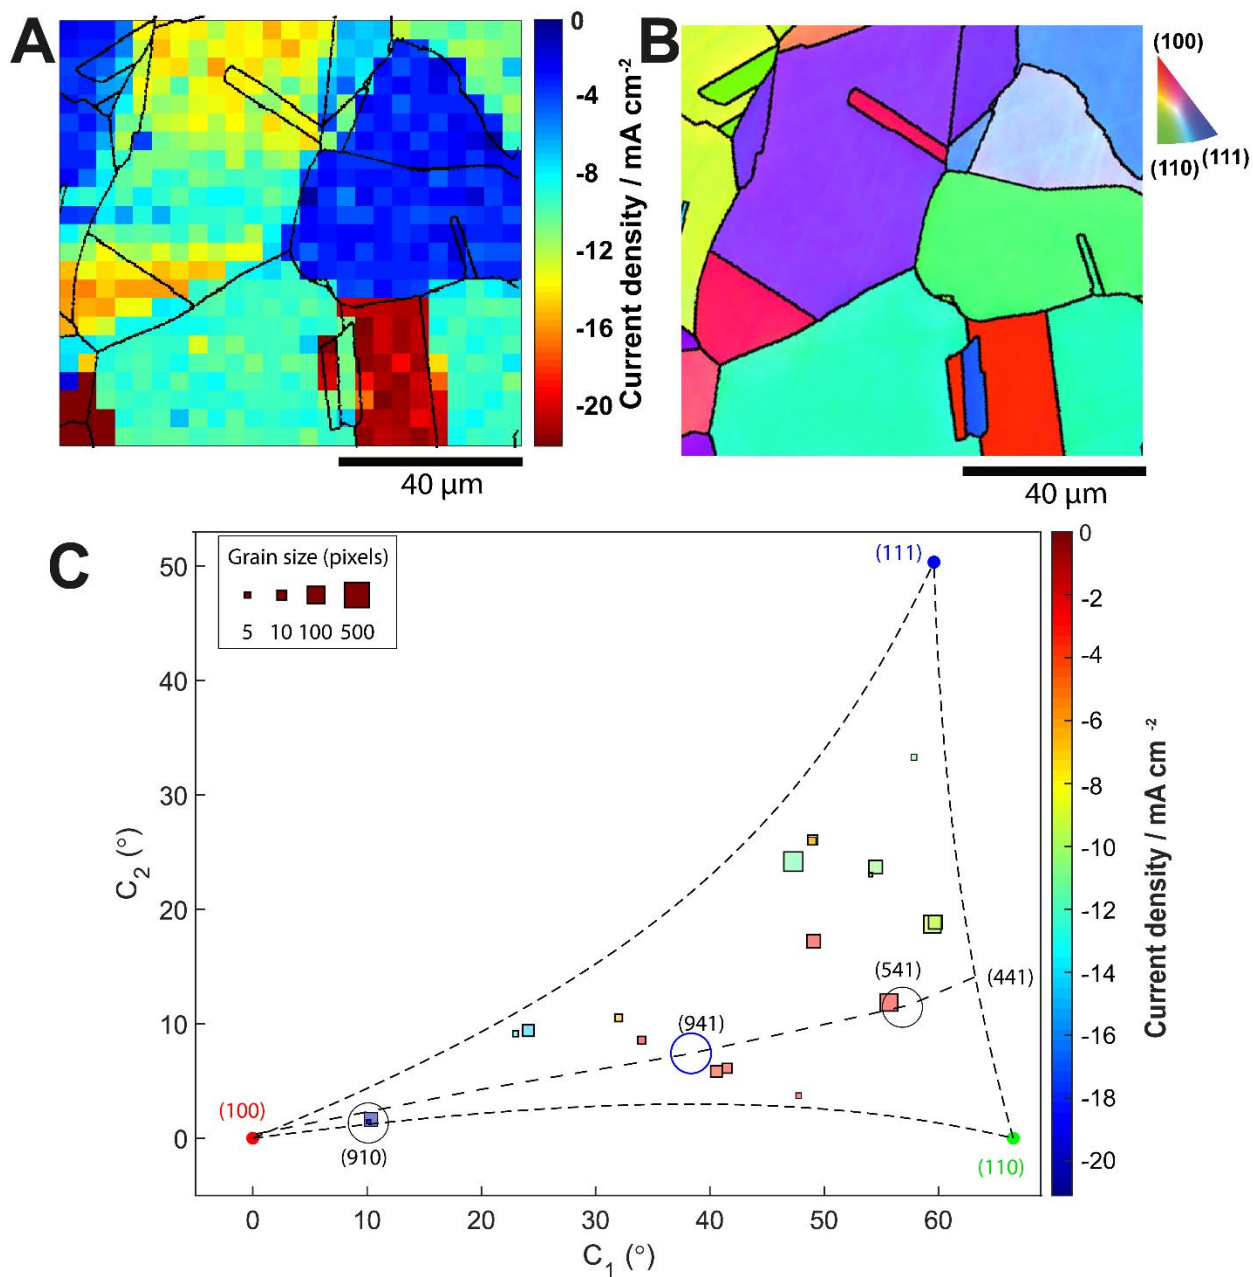 A
0
-4
-8
-12
-16
-20
Current density / mA cm⁻²
40 μm
B
(100)
(110)
(111)
40 μm
C
Grain size (pixels)
5 10 100 500
50
40
30
20
10
0
C₂ (°)
(111)
(541)
(441)
(941)
(100)
(910)
(110)
0 10 20 30 40 50 60
C₁ (°)
0
-2
-4
-6
-8
-10
-12
-14
-16
-18
-20
Current density / mA cm⁻²